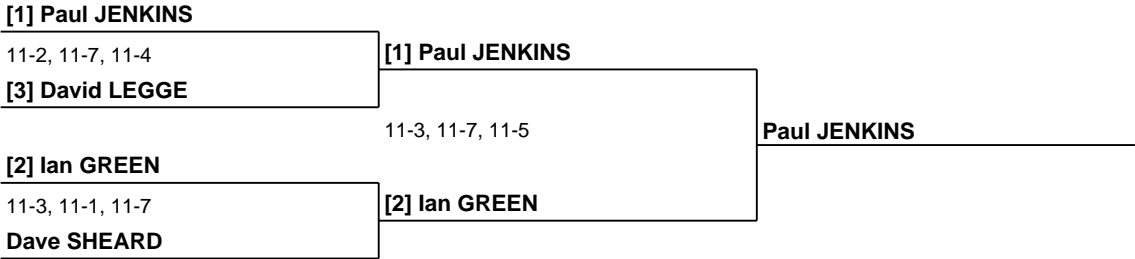 [1] Paul JENKINS
11-2, 11-7, 11-4
[1] Paul JENKINS
[3] David LEGGE
11-3, 11-7, 11-5
Paul JENKINS
[2] Ian GREEN
11-3, 11-1, 11-7
[2] Ian GREEN
Dave SHEARD